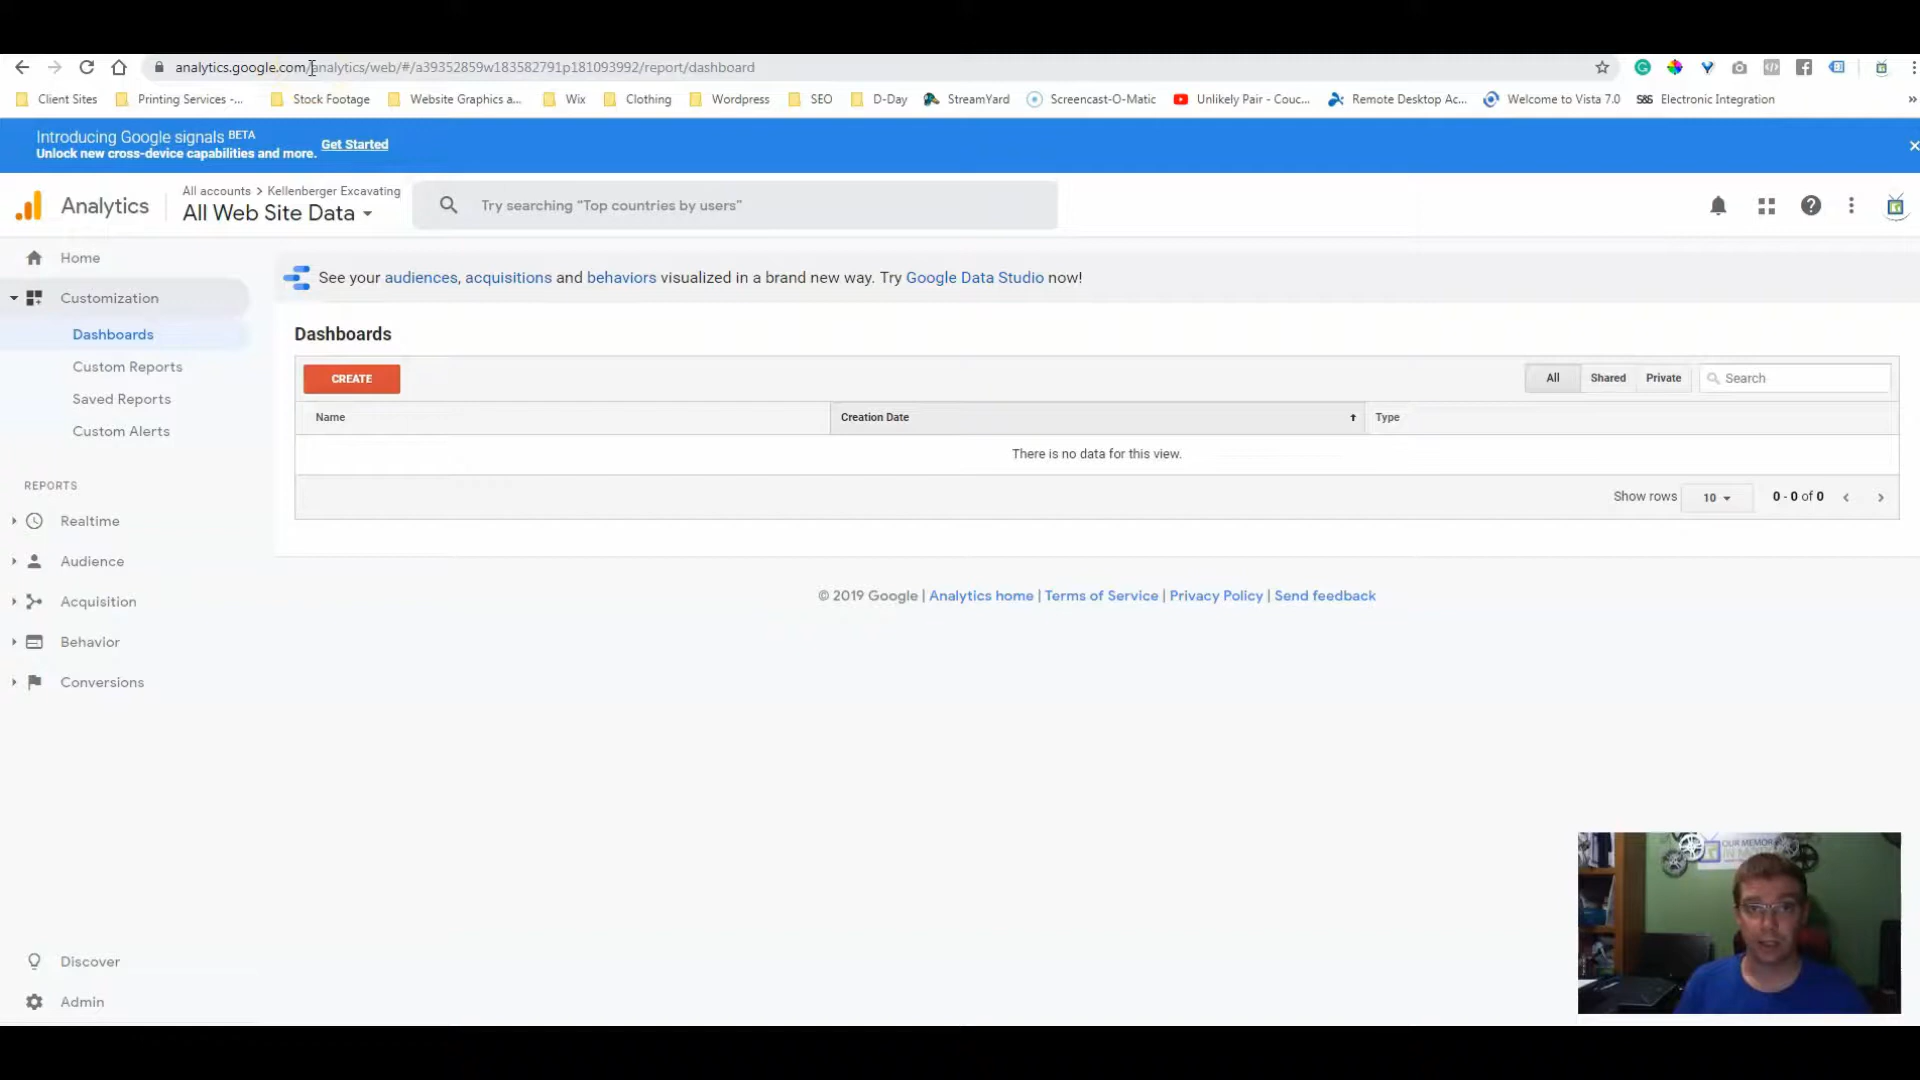 analytics.google.com/analytics/web/#/a39352859w183582791p181093992/report/dashboard
Client Sites
Printing Services -...
Stock Footage
Website Graphics a...
Wix
Clothing
Wordpress
SEO
D-Day
StreamYard
Screencast-O-Matic
Unlikely Pair - Couc...
Remote Desktop Ac...
Welcome to Vista 7.0
S&S Electronic Integration
Introducing Google signals BETA
Unlock new cross-device capabilities and more.
Get Started
Analytics
All accounts > Kellenberger Excavating
All Web Site Data
Try searching “Top countries by users”
Home
Customization
Dashboards
Custom Reports
Saved Reports
Custom Alerts
REPORTS
Realtime
Audience
Acquisition
Behavior
Conversions
Discover
Admin
See your audiences, acquisitions and behaviors visualized in a brand new way. Try Google Data Studio now!
Dashboards
CREATE
All
Shared
Private
Search
Name
Creation Date
Type
There is no data for this view.
Show rows
10
0 - 0 of 0
© 2019 Google | Analytics home | Terms of Service | Privacy Policy | Send feedback